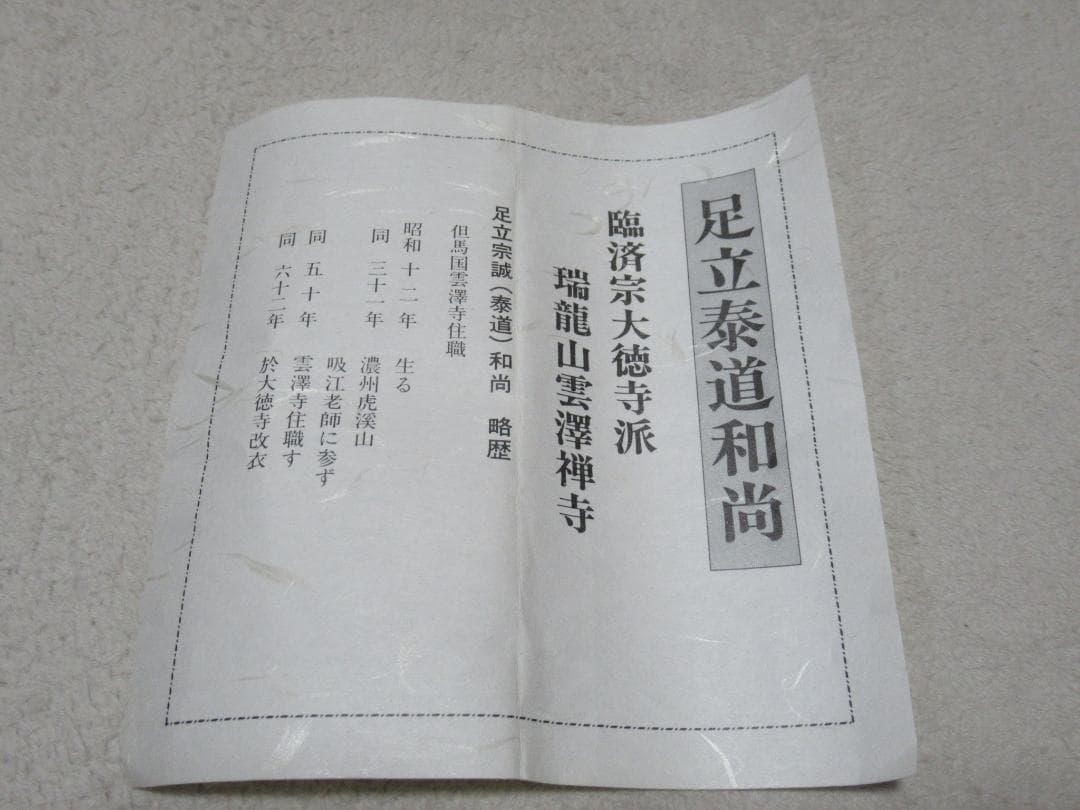 足立泰道和尚
臨済宗大徳寺派
瑞龍山雲澤禅寺
足立宗誠(泰道)和尚 略歴
但馬国雲澤寺住職
昭和十二年 生る
同 三十一年 濃州虎溪山
吸江老師に参ず
同 五十年 雲澤寺住職す
同 六十二年 於大徳寺改衣